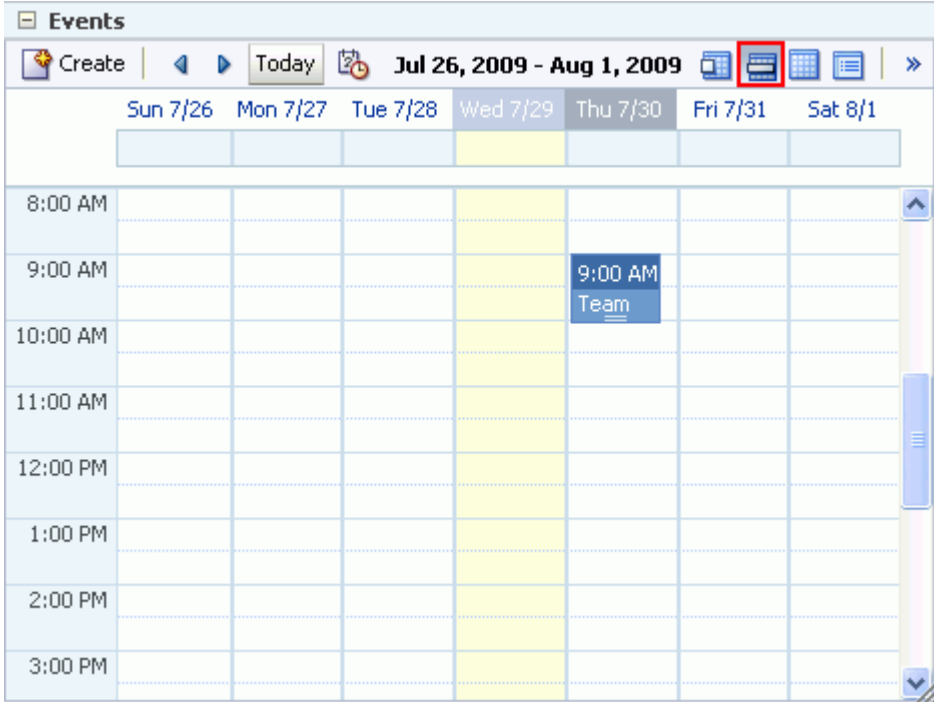 Events
Create Today Jul 26, 2009 - Aug 1, 2009 »
Sun 7/26 Mon 7/27 Tue 7/28 Wed 7/29 Thu 7/30 Fri 7/31 Sat 8/1
8:00 AM
9:00 AM 9:00 AM
Team
10:00 AM
11:00 AM
12:00 PM
1:00 PM
2:00 PM
3:00 PM